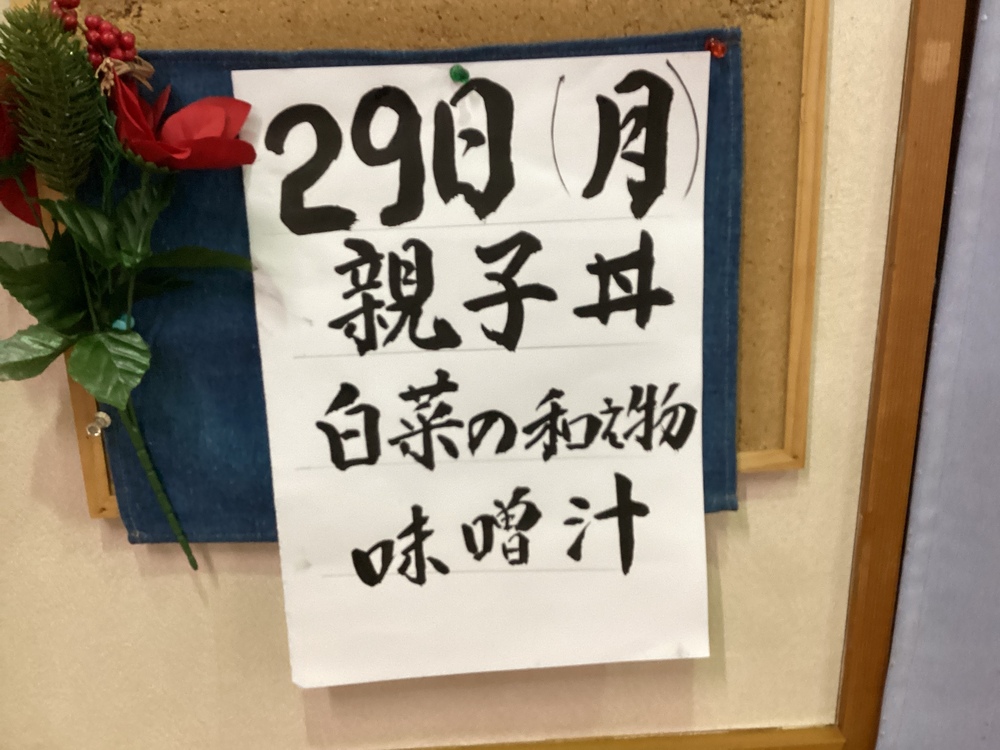 29日(月)
親子丼
白菜の和え物
味噌汁